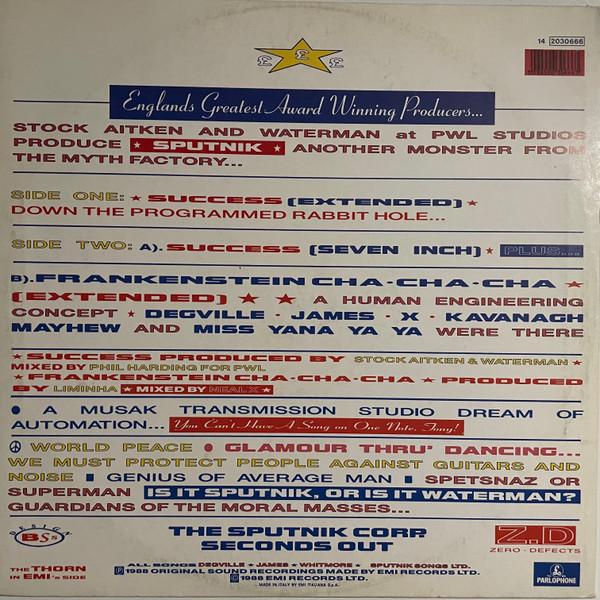 £ £ £
14 2030666
Englands Greatest Award Winning Producers...
STOCK AITKEN AND WATERMAN at PWL STUDIOS
PRODUCE ★ SPUTNIK ★ ANOTHER MONSTER FROM
THE MYTH FACTORY...
SIDE ONE: ★ SUCCESS (EXTENDED) ★
DOWN THE PROGRAMMED RABBIT HOLE...
SIDE TWO: A). SUCCESS (SEVEN INCH) ★ PLUS....
B). FRANKENSTEIN CHA·CHA·CHA ★
(EXTENDED) ★ ★ A HUMAN ENGINEERING
CONCEPT ★ DEGVILLE · JAMES · X · KAVANAGH
MAYHEW AND MISS YANA YA YA WERE THERE
★ SUCCESS PRODUCED BY STOCK AITKEN & WATERMAN ★
MIXED BY PHIL HARDING FOR PWL
★ FRANKENSTEIN CHA·CHA·CHA ★ PRODUCED
BY LIMINHA ★ MIXED BY NEAL X ★
● A MUSAK TRANSMISSION STUDIO DREAM OF
AUTOMATION... You Can't Have A Song on One Note, Tony!
☮ WORLD PEACE ● GLAMOUR THRU' DANCING...
WE MUST PROTECT PEOPLE AGAINST GUITARS AND
NOISE ▮ GENIUS OF AVERAGE MAN ▮ SPETSNAZ OR
SUPERMAN IS IT SPUTNIK, OR IS IT WATERMAN?
GUARDIANS OF THE MORAL MASSES...
DESIGN
BSs
THE SPUTNIK CORP.
SECONDS OUT
Z.D
ZERO · DEFECTS
The THORN
IN EMI's SIDE
ALL SONGS DEGVILLE · JAMES · WHITMORE · SPUTNIK SONGS LTD.
℗ 1988 ORIGINAL SOUND RECORDINGS MADE BY EMI RECORDS LTD.
© 1988 EMI RECORDS LTD.
MADE IN ITALY BY EMI ITALIANA S.p.A.
PARLOPHONE